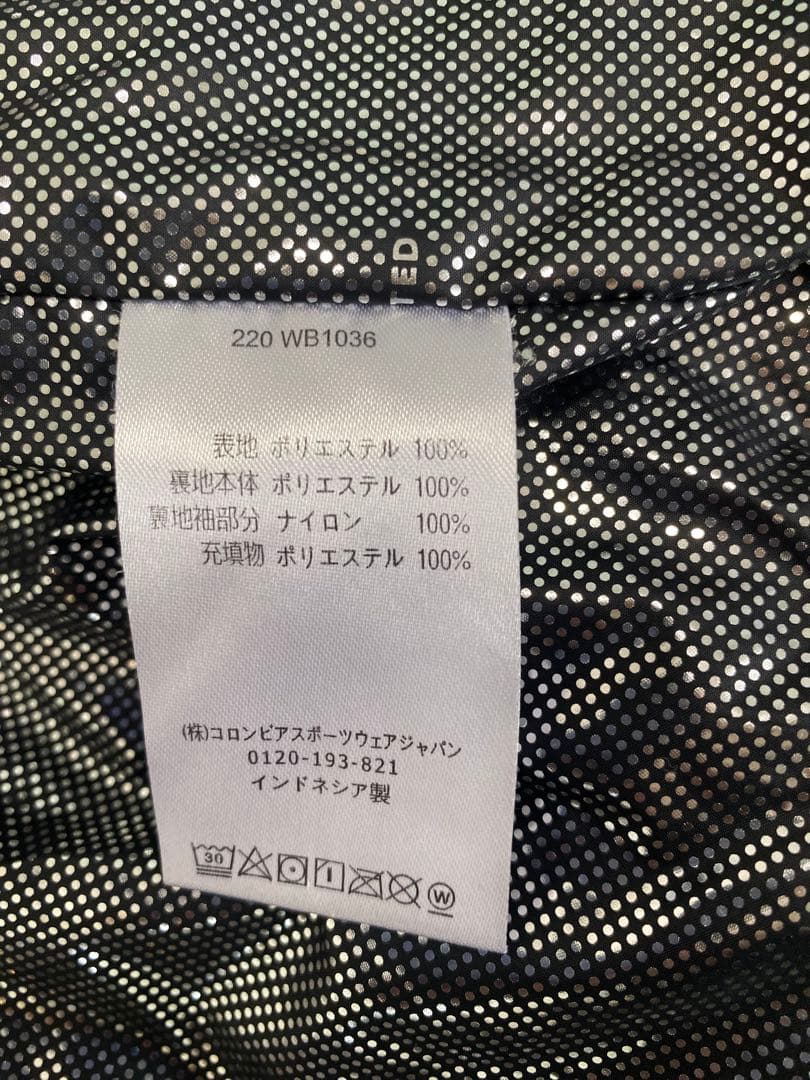 TED
220 WB1036
表地 ポリエステル 100%
裏地本体 ポリエステル 100%
裏地袖部分 ナイロン 100%
充填物 ポリエステル 100%
(株)コロンビアスポーツウェアジャパン
0120-193-821
インドネシア製
30
W